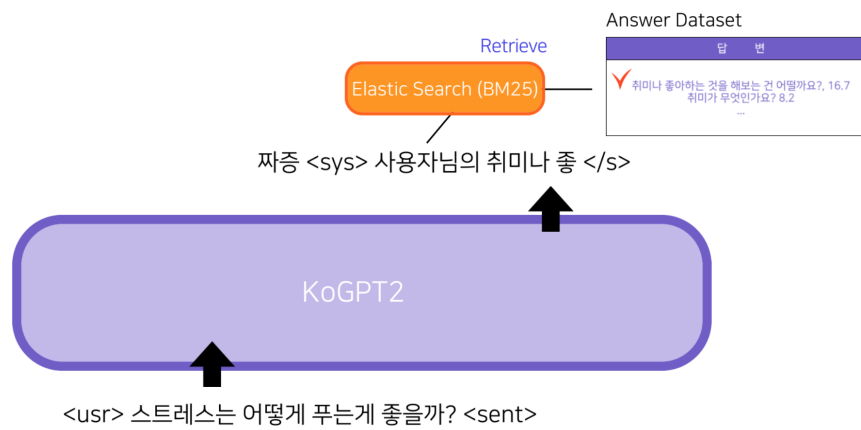 Answer Dataset
Retrieve
답 변
Elastic Search (BM25)
취미나 좋아하는 것을 해보는 건 어떨까요?, 16.7
취미가 무엇인가요? 8.2
...
짜증 <sys> 사용자님의 취미나 좋 </s>
KoGPT2
<usr> 스트레스는 어떻게 푸는게 좋을까? <sent>